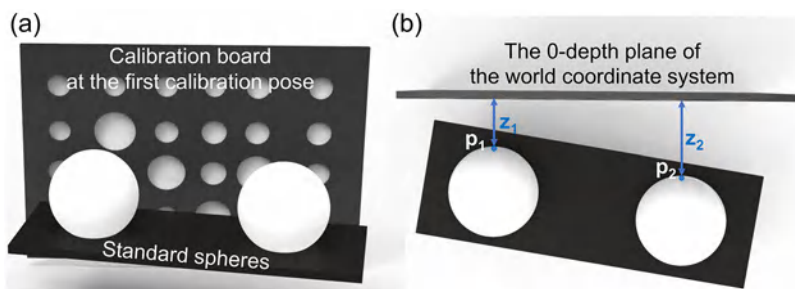 (a)
Calibration board
at the first calibration pose
Standard spheres
(b)
The 0-depth plane of
the world coordinate system
z₁
z₂
p₁
p₂